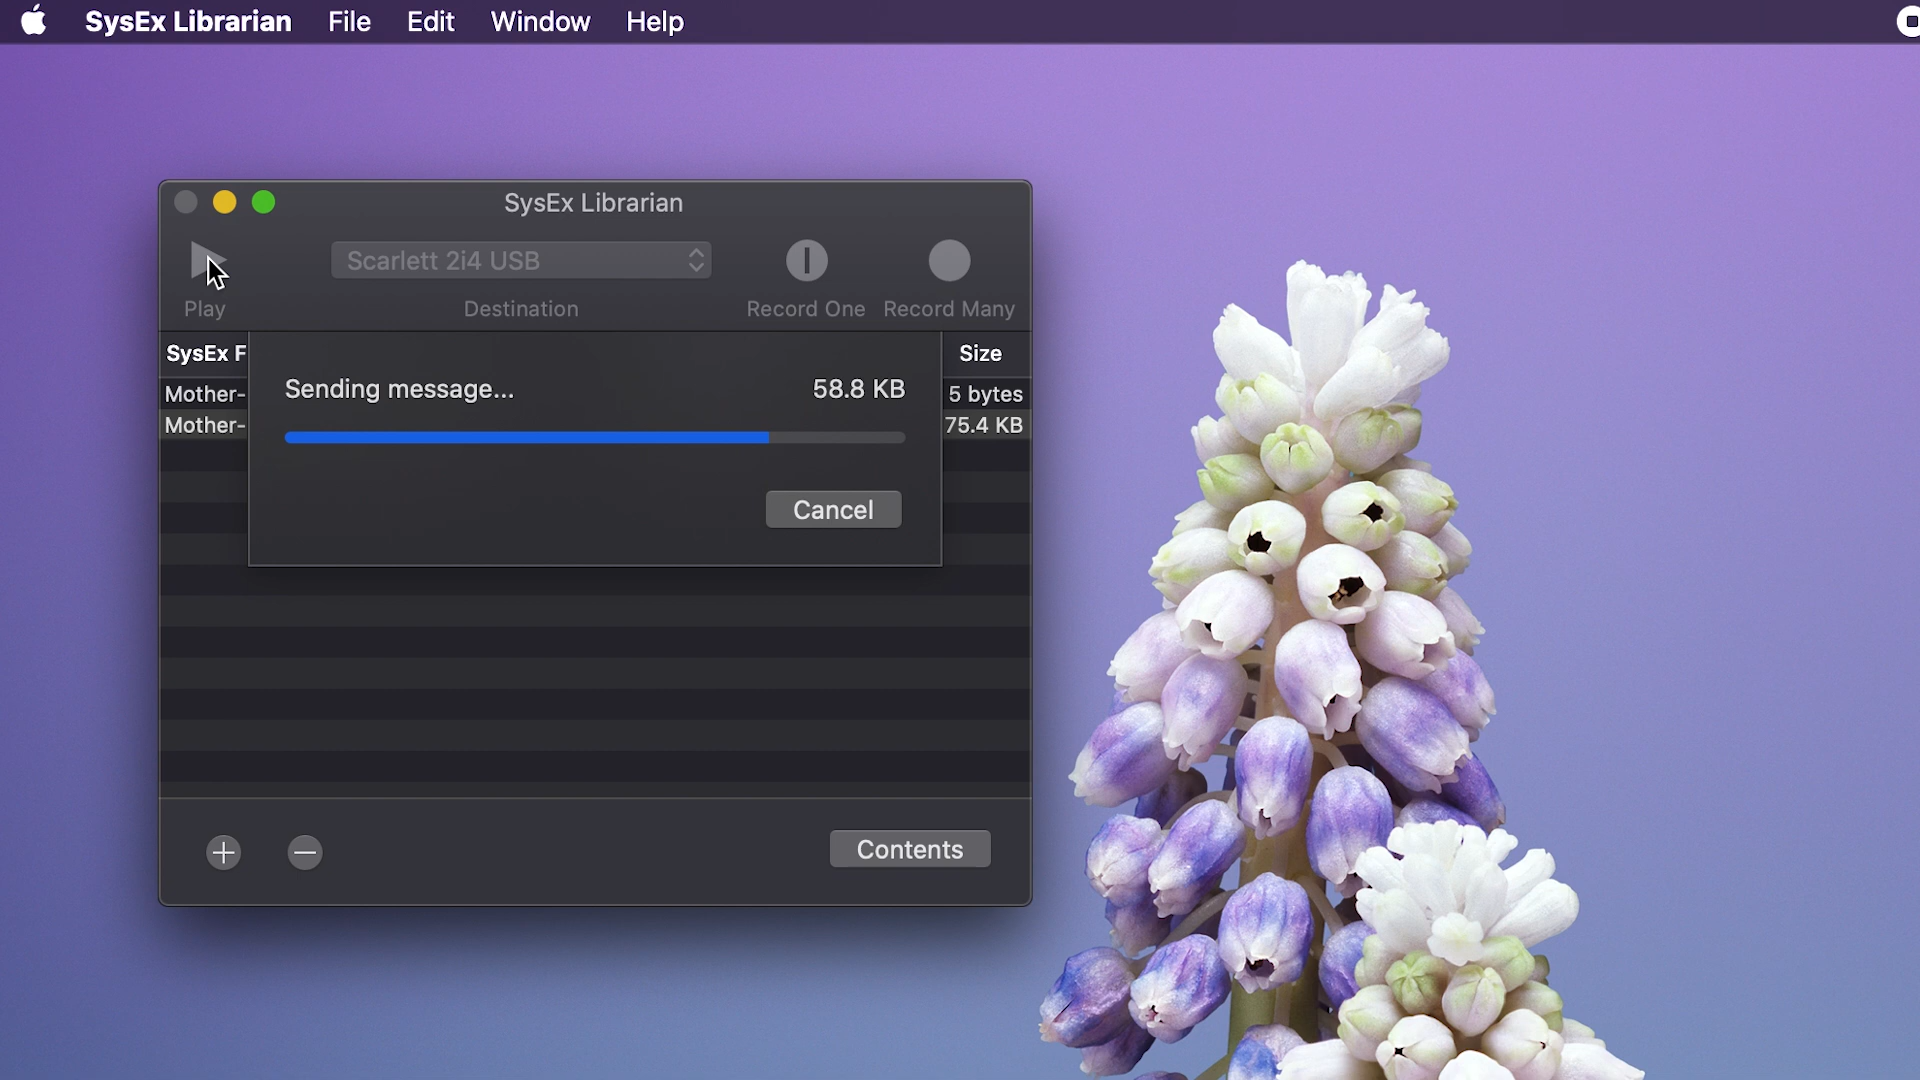 SysEx Librarian File Edit Window Help
SysEx Librarian
Scarlett 2i4 USB
Play Destination Record One Record Many
SysEx F Size
Sending message... 58.8 KB
Mother- 5 bytes
Mother- 75.4 KB
Cancel
Contents